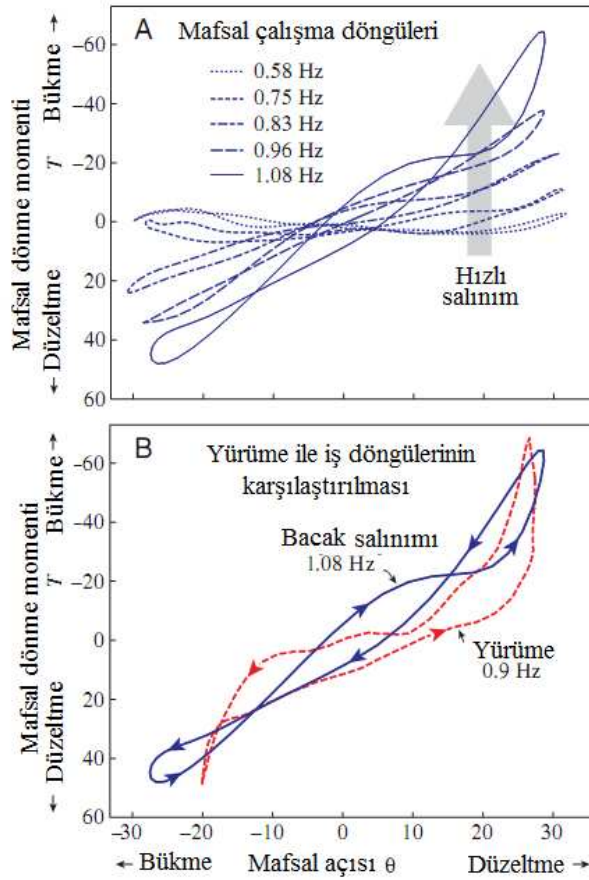 A Mafsal çalışma döngüleri
0.58 Hz
0.75 Hz
0.83 Hz
0.96 Hz
1.08 Hz
Hızlı
salınım
Mafsal dönme momenti
← Düzeltme T Bükme →
–60
–40
–20
0
20
40
60
B Yürüme ile iş döngülerinin
karşılaştırılması
Bacak salınımı
1.08 Hz
Yürüme
0.9 Hz
Mafsal dönme momenti
← Düzeltme T Bükme →
–60
–40
–20
0
20
40
60
–30 –20 –10 0 10 20 30
← Bükme Mafsal açısı θ Düzeltme →